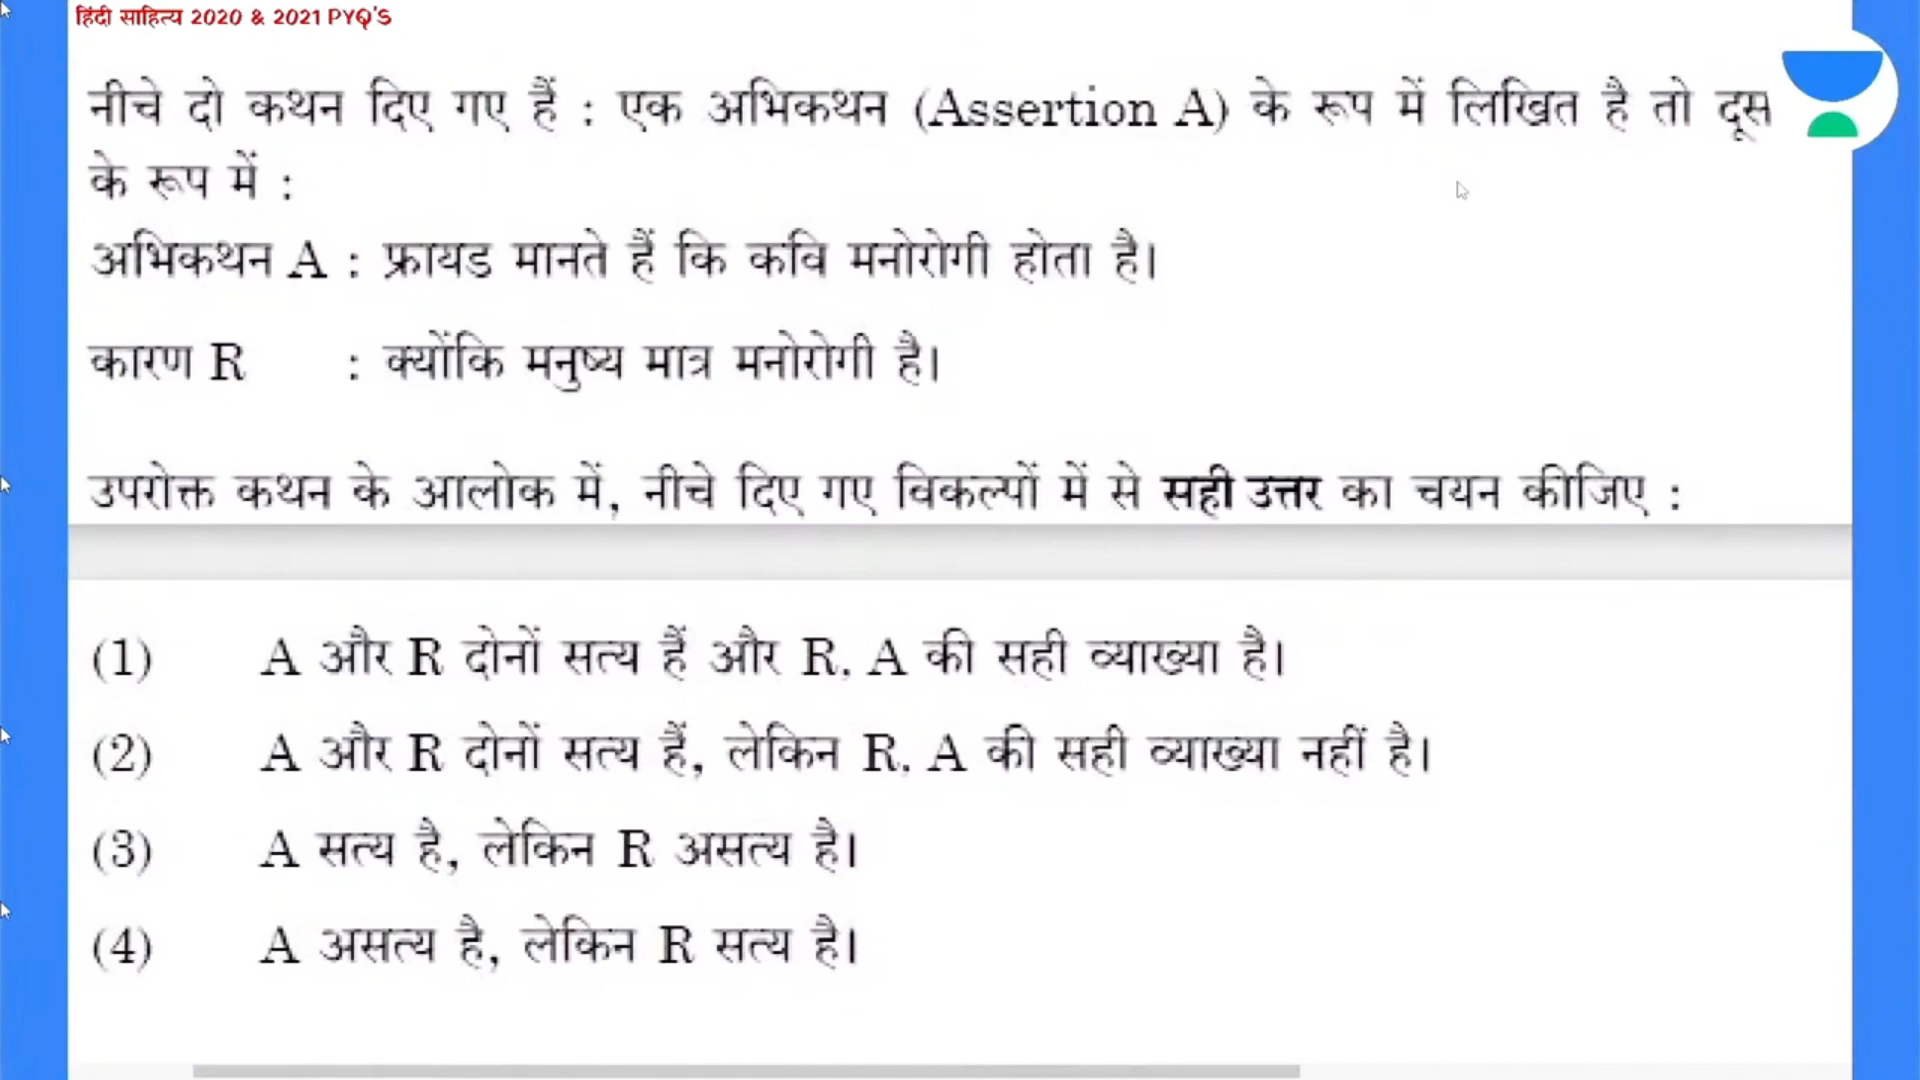 हिंदी साहित्य 2020 & 2021 PYQ'S
नीचे दो कथन दिए गए हैं : एक अभिकथन (Assertion A) के रूप में लिखित है तो दूस
के रूप में :
अभिकथन A : फ्रायड मानते हैं कि कवि मनोरोगी होता है।
कारण R : क्योंकि मनुष्य मात्र मनोरोगी है।
उपरोक्त कथन के आलोक में, नीचे दिए गए विकल्पों में से सही उत्तर का चयन कीजिए :
(1) A और R दोनों सत्य हैं और R, A की सही व्याख्या है।
(2) A और R दोनों सत्य हैं, लेकिन R, A की सही व्याख्या नहीं है।
(3) A सत्य है, लेकिन R असत्य है।
(4) A असत्य है, लेकिन R सत्य है।